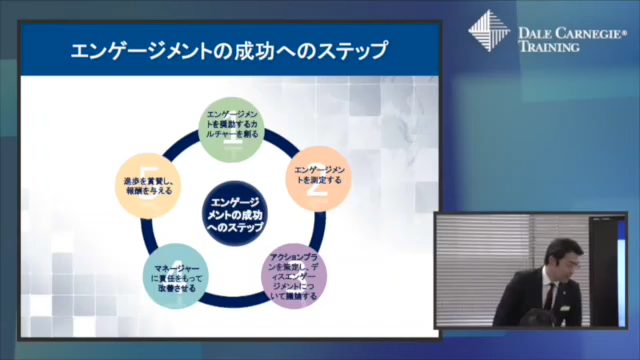 エンゲージメントの成功へのステップ
DALE CARNEGIE®
TRAINING
エンゲージメン
トを奨励するカ
ルチャーを創る
1
エンゲージメン
トを測定する
2
アクションプラ
ンを策定し、デ
ィスエンゲー
ジメントにつ
いて議論する
マネージャー
に責任をもって
改善させる
4
進歩を賞賛し、
報酬を与える
5
エンゲージ
メントの成功
へのステップ